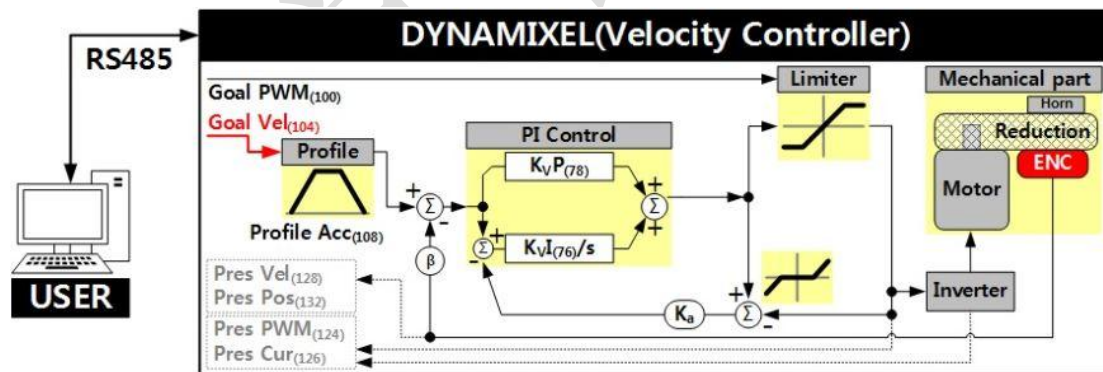 DYNAMIXEL(Velocity Controller)
RS485
Goal PWM(100)
Limiter
Mechanical part
Horn
Goal Vel(104)
Reduction
Profile
PI Control
ENC
KVP(78)
Motor
+
Σ
-
+
Σ
+
Profile Acc(108)
+
Σ
-
KVI(76)/s
β
Pres Vel(128)
Pres Pos(132)
Ka
+
Σ
-
Inverter
USER
Pres PWM(124)
Pres Cur(126)